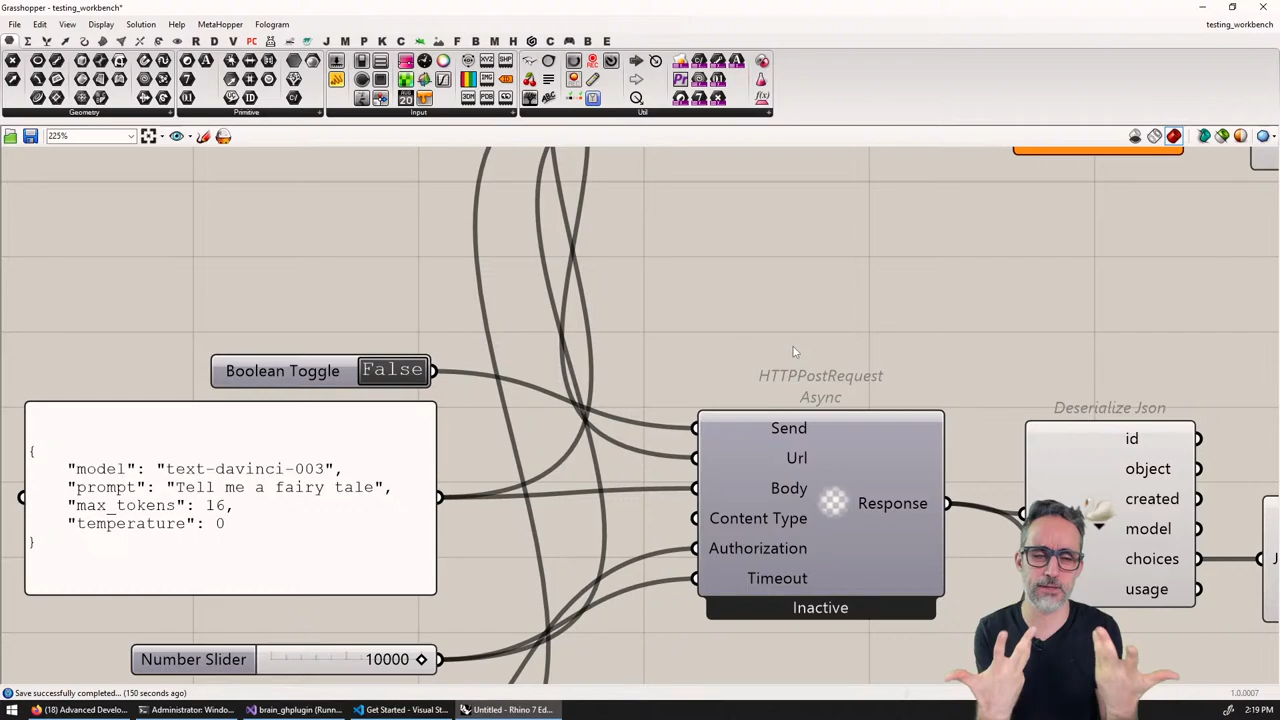 Grasshopper - testing_workbench*
File Edit View Display Solution Help MetaHopper Fologram
testing_workbench*
Geometry
Primitive
Input
Util
225%
Boolean Toggle
False
HTTPPostRequest
Async
Deserialize Json
{
"model": "text-davinci-003",
"prompt": "Tell me a fairy tale",
"max_tokens": 16,
"temperature": 0
}
Send
Url
Body
Content Type
Authorization
Timeout
Response
Inactive
id
object
created
model
choices
usage
Number Slider
10000
Save successfully completed... (150 seconds ago)
1.0.0007
(18) Advanced Develo...
Administrator: Windo...
brain_ghplugin (Runn...
Get Started - Visual St...
Untitled - Rhino 7 Ed...
2:19 PM